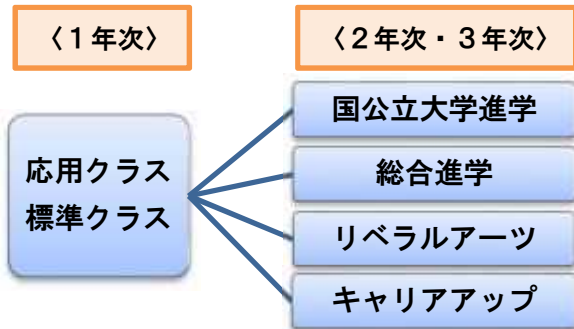 〈１年次〉
〈２年次・３年次〉
応用クラス
標準クラス
国公立大学進学
総合進学
リベラルアーツ
キャリアアップ